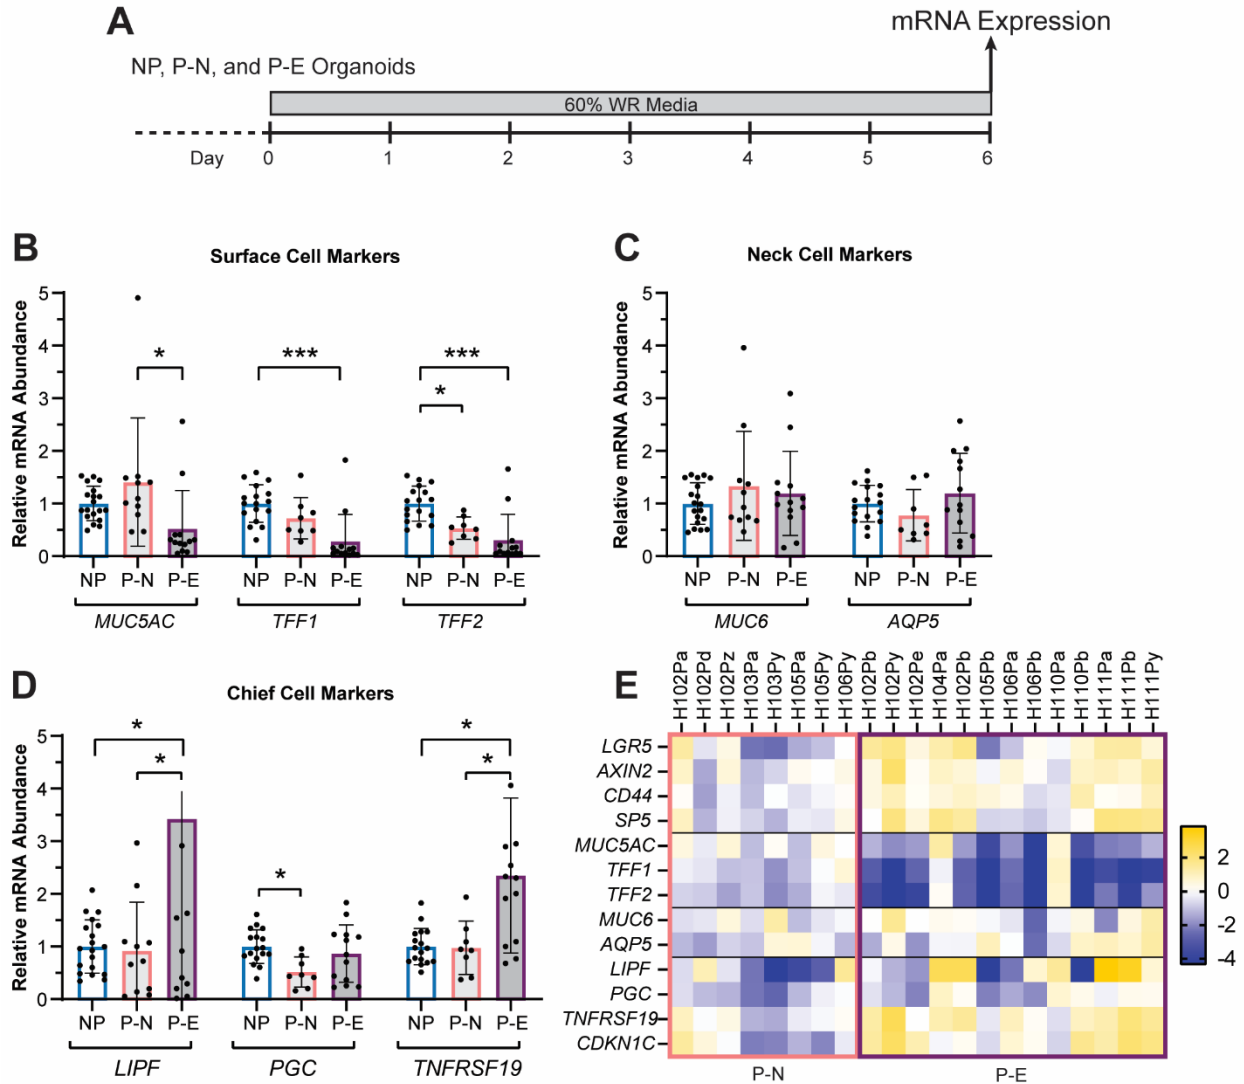 A
mRNA Expression
NP, P-N, and P-E Organoids
60% WR Media
Day 0 1 2 3 4 5 6
B
Surface Cell Markers
Relative mRNA Abundance
5
4
3
2
1
0
* *** *** *
NP P-N P-E NP P-N P-E NP P-N P-E
MUC5AC TFF1 TFF2
C
Neck Cell Markers
Relative mRNA Abundance
5
4
3
2
1
0
NP P-N P-E NP P-N P-E
MUC6 AQP5
D
Chief Cell Markers
Relative mRNA Abundance
5
4
3
2
1
0
* * * * *
NP P-N P-E NP P-N P-E NP P-N P-E
LIPF PGC TNFRSF19
E
H102Pa H102Pd H102Pz H103Pa H103Py H105Pa H105Py H106Py H102Pb H102Py H102Pe H104Pa H102Pb H105Pb H106Pa H106Pb H110Pa H110Pb H111Pa H111Pb H111Py
LGR5
AXIN2
CD44
SP5
MUC5AC
TFF1
TFF2
MUC6
AQP5
LIPF
PGC
TNFRSF19
CDKN1C
P-N P-E
2
0
-2
-4